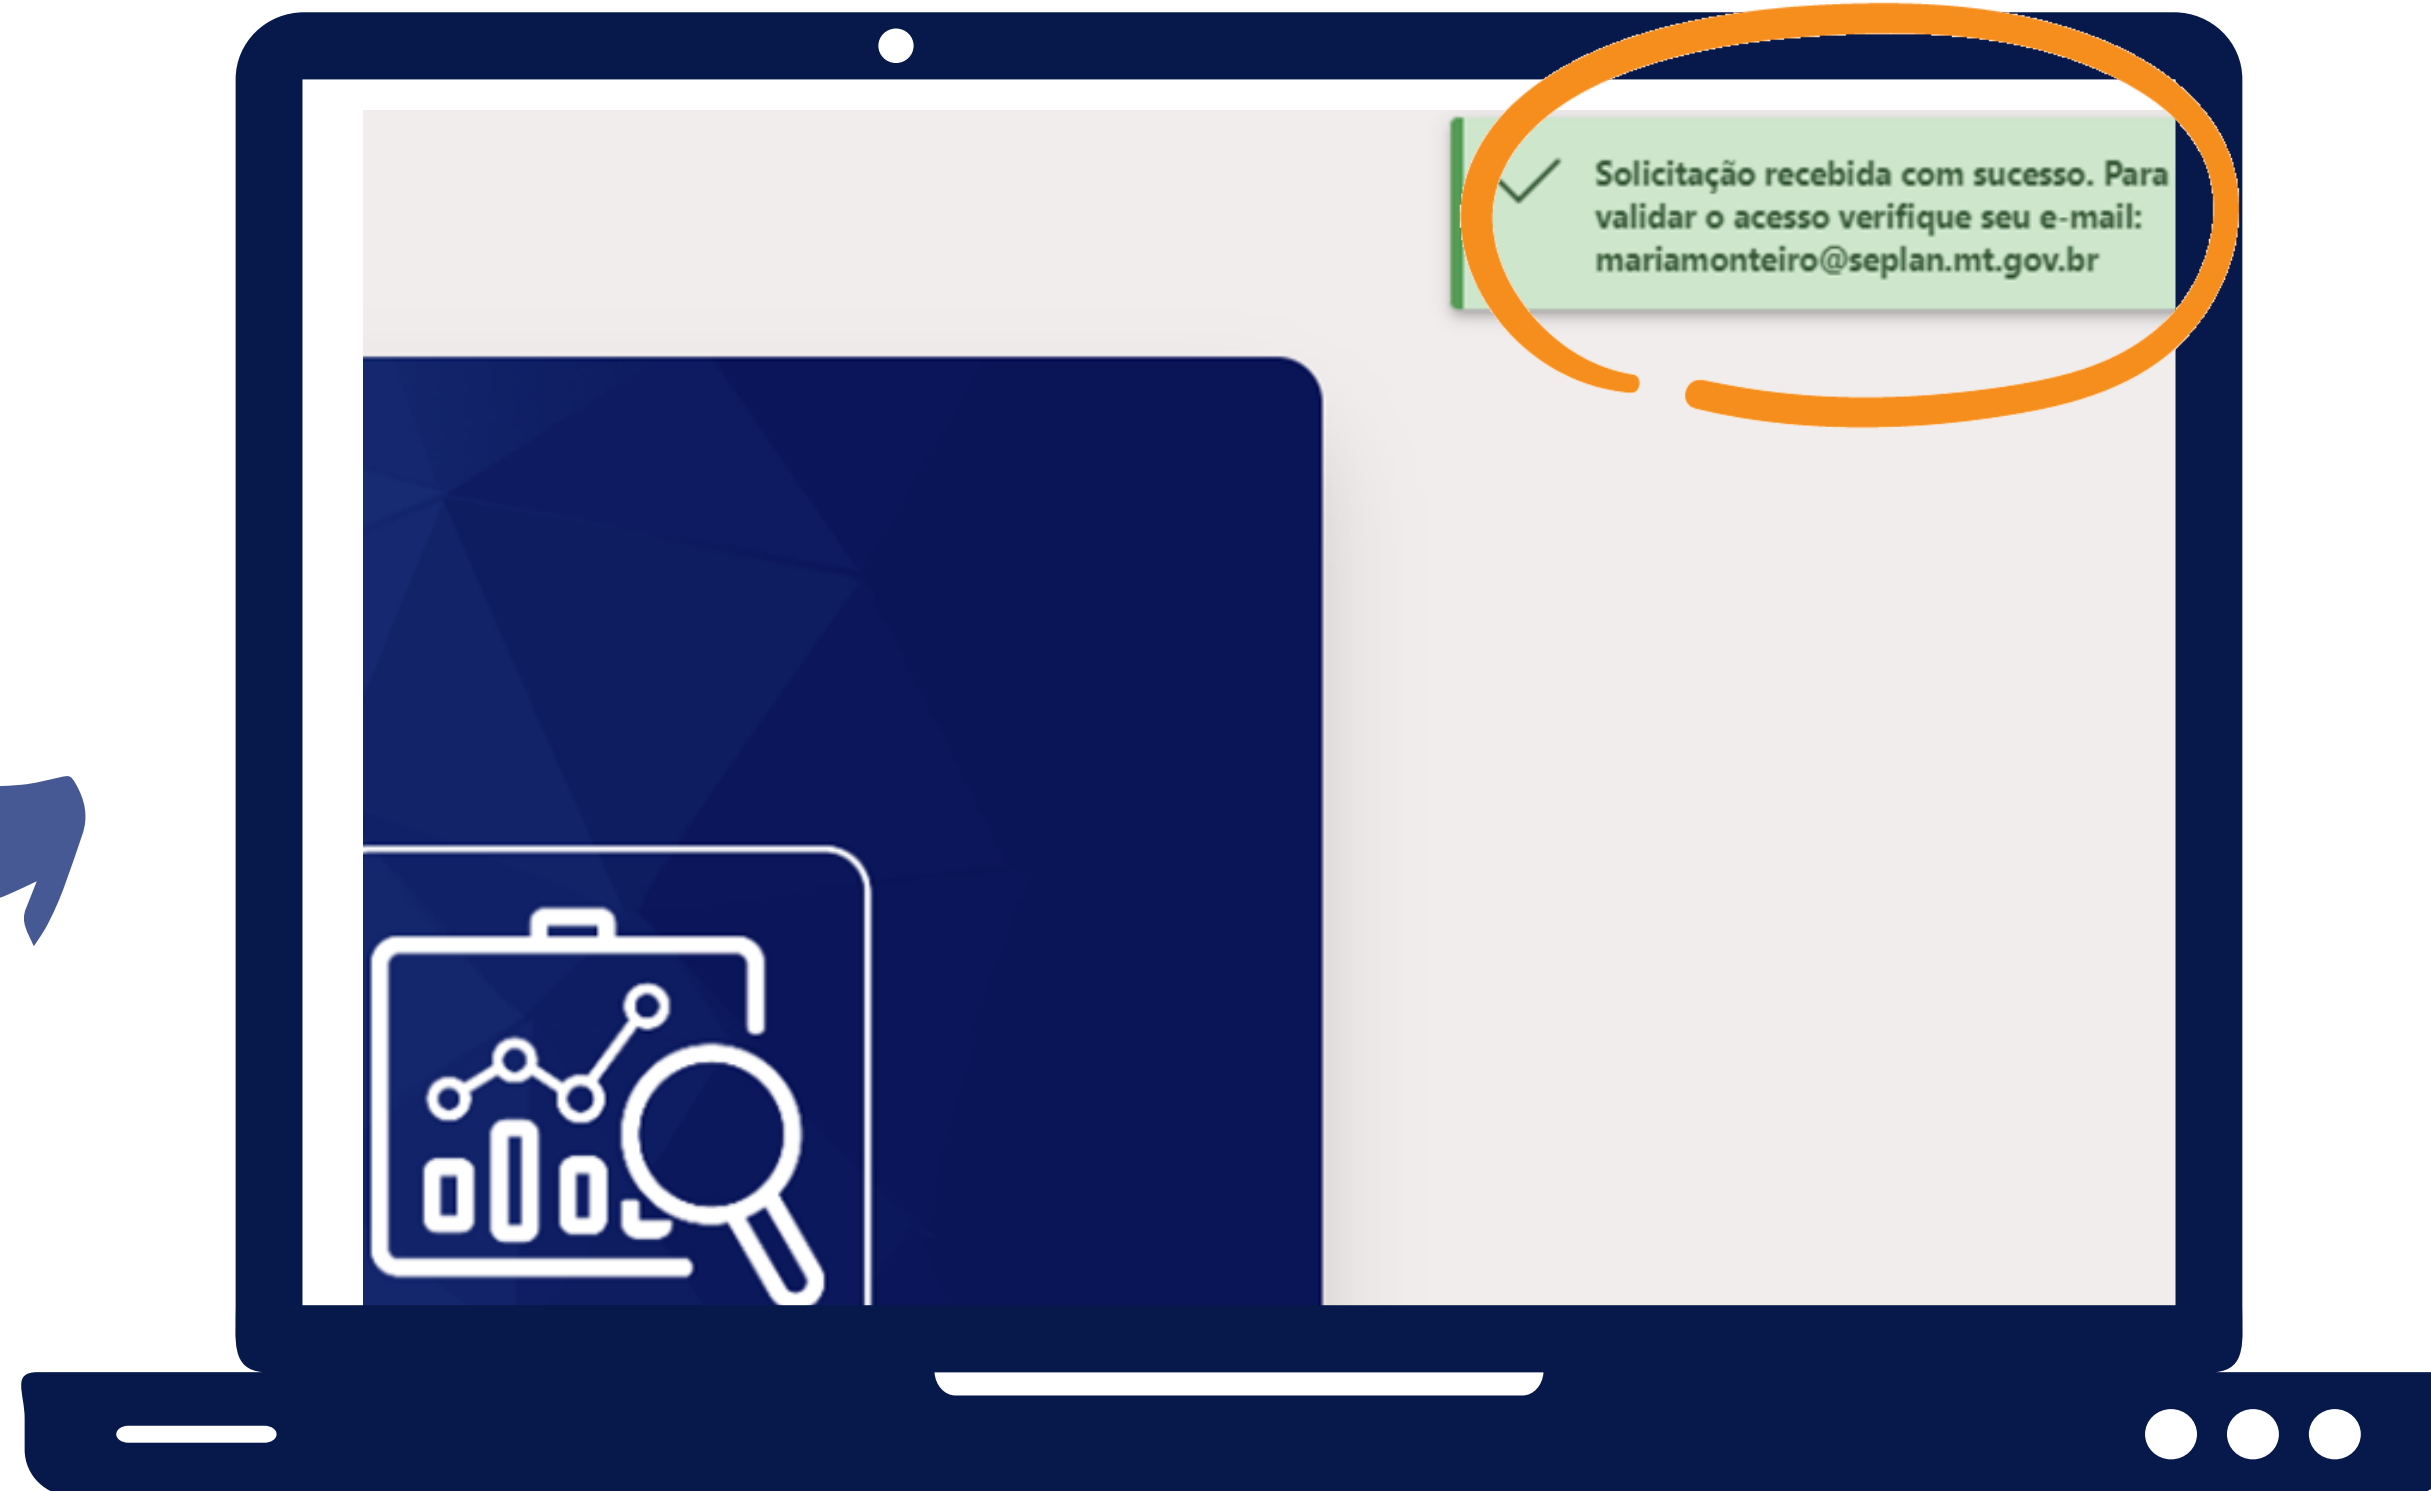 Solicitação recebida com sucesso. Para
validar o acesso verifique seu e-mail:
mariamonteiro@seplan.mt.gov.br